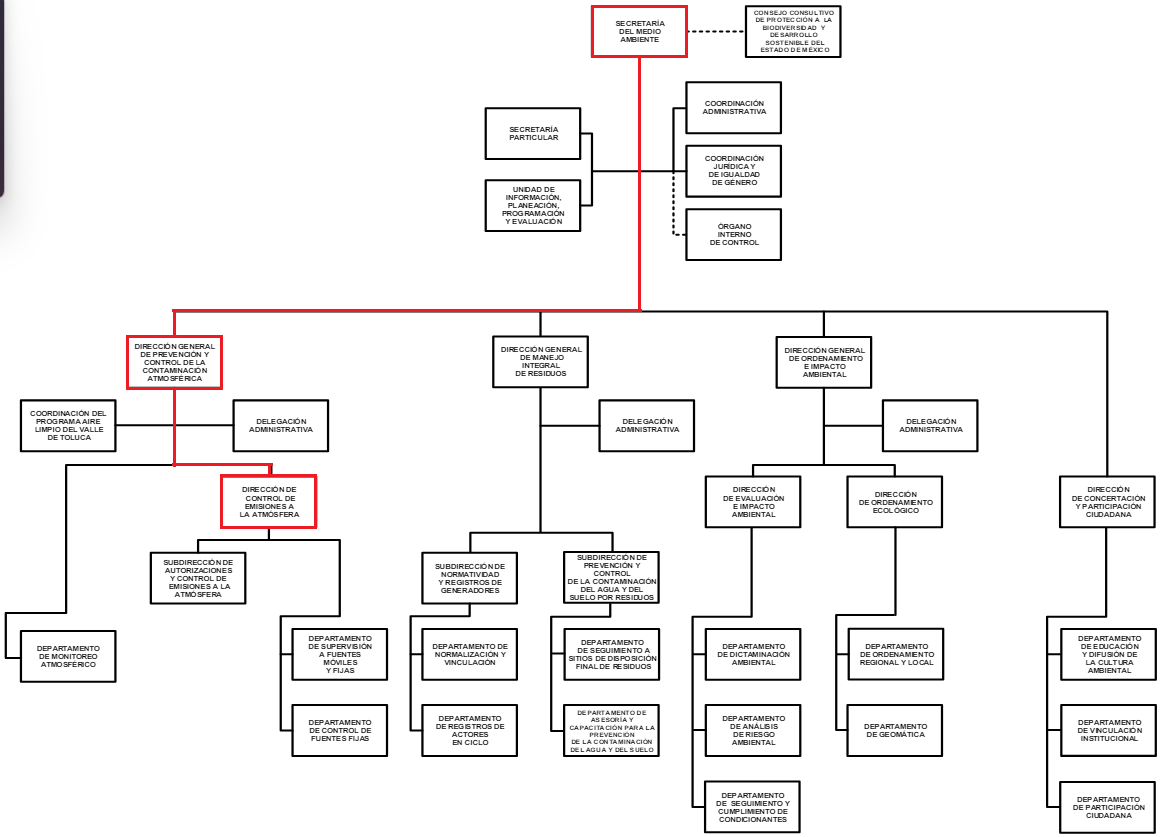 SECRETARÍA
DEL MEDIO
AMBIENTE
CONSEJO CONSULTIVO
DE PROTECCIÓN A LA
BIODIVERSIDAD Y
DESARROLLO
SOSTENIBLE DEL
ESTADO DE MÉXICO
SECRETARÍA
PARTICULAR
UNIDAD DE
INFORMACIÓN,
PLANEACIÓN,
PROGRAMACIÓN
Y EVALUACIÓN
COORDINACIÓN
ADMINISTRATIVA
COORDINACIÓN
JURÍDICA Y
DE IGUALDAD
DE GÉNERO
ÓRGANO
INTERNO
DE CONTROL
DIRECCIÓN GENERAL
DE PREVENCIÓN Y
CONTROL DE LA
CONTAMINACIÓN
ATMOSFÉRICA
DIRECCIÓN GENERAL
DE MANEJO
INTEGRAL
DE RESIDUOS
DIRECCIÓN GENERAL
DE ORDENAMIENTO
E IMPACTO
AMBIENTAL
COORDINACIÓN DEL
PROGRAMA AIRE
LIMPIO DEL VALLE
DE TOLUCA
DELEGACIÓN
ADMINISTRATIVA
DELEGACIÓN
ADMINISTRATIVA
DELEGACIÓN
ADMINISTRATIVA
DIRECCIÓN DE
CONTROL DE
EMISIONES A
LA ATMÓSFERA
DIRECCIÓN
DE EVALUACIÓN
E IMPACTO
AMBIENTAL
DIRECCIÓN
DE ORDENAMIENTO
ECOLÓGICO
DIRECCIÓN
DE CONCERTACIÓN
Y PARTICIPACIÓN
CIUDADANA
SUBDIRECCIÓN DE
AUTORIZACIONES
Y CONTROL DE
EMISIONES A LA
ATMÓSFERA
SUBDIRECCIÓN DE
NORMATIVIDAD
Y REGISTROS DE
GENERADORES
SUBDIRECCIÓN DE
PREVENCIÓN Y
CONTROL
DE LA CONTAMINACIÓN
DEL AGUA Y DEL
SUELO POR RESIDUOS
DEPARTAMENTO
DE MONITOREO
ATMOSFÉRICO
DEPARTAMENTO
DE SUPERVISIÓN
A FUENTES
MÓVILES
Y FIJAS
DEPARTAMENTO DE
NORMALIZACIÓN Y
VINCULACIÓN
DEPARTAMENTO
DE SEGUIMIENTO A
SITIOS DE DISPOSICIÓN
FINAL DE RESIDUOS
DEPARTAMENTO
DE DICTAMINACIÓN
AMBIENTAL
DEPARTAMENTO
DE ORDENAMIENTO
REGIONAL Y LOCAL
DEPARTAMENTO
DE EDUCACIÓN
Y DIFUSIÓN DE
LA CULTURA
AMBIENTAL
DEPARTAMENTO
DE CONTROL DE
FUENTES FIJAS
DEPARTAMENTO
DE REGISTROS DE
ACTORES
EN CICLO
DEPARTAMENTO DE
ASESORÍA Y
CAPACITACIÓN PARA LA
PREVENCIÓN
DE LA CONTAMINACIÓN
DEL AGUA Y DEL SUELO
DEPARTAMENTO
DE ANÁLISIS
DE RIESGO
AMBIENTAL
DEPARTAMENTO
DE GEOMÁTICA
DEPARTAMENTO
DE VINCULACIÓN
INSTITUCIONAL
DEPARTAMENTO
DE SEGUIMIENTO Y
CUMPLIMIENTO DE
CONDICIONANTES
DEPARTAMENTO
DE PARTICIPACIÓN
CIUDADANA